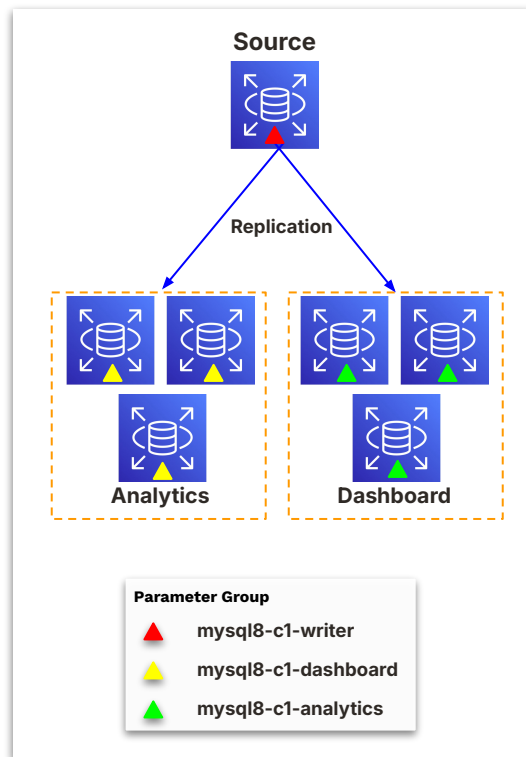 Source
Replication
Analytics
Dashboard
Parameter Group
mysql8-c1-writer
mysql8-c1-dashboard
mysql8-c1-analytics